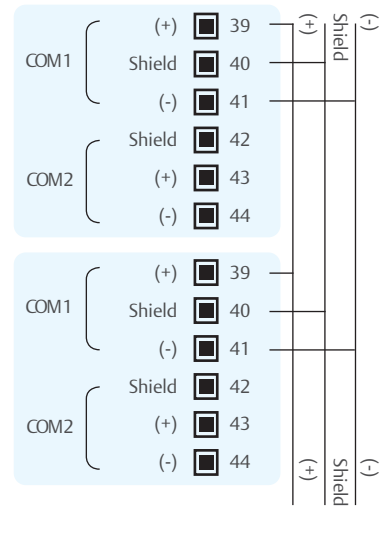 (+) 39 (+) Shield (-)
COM1 Shield 40
(-) 41
Shield 42
COM2 (+) 43
(-) 44
(+) 39
COM1 Shield 40
(-) 41
Shield 42
COM2 (+) 43
(-) 44 (+) Shield (-)